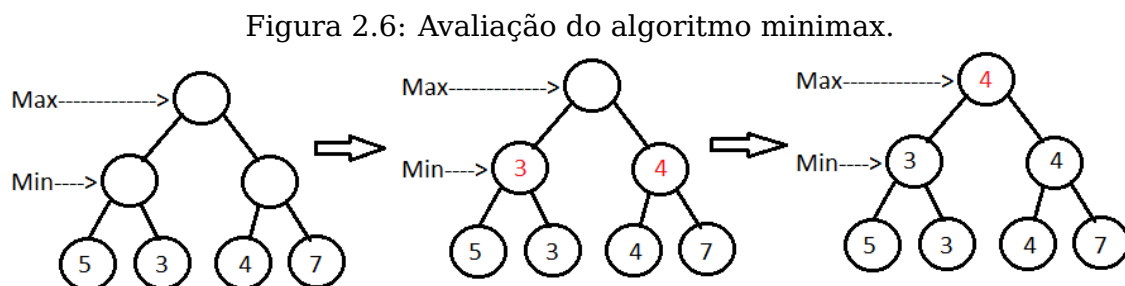 Figura 2.6: Avaliação do algoritmo minimax.
Max------------->
Min---->
5 3 4 7
Max--------------->
Min----> 3 4
5 3 4 7
Max-------------> 4
Min----> 3 4
5 3 4 7